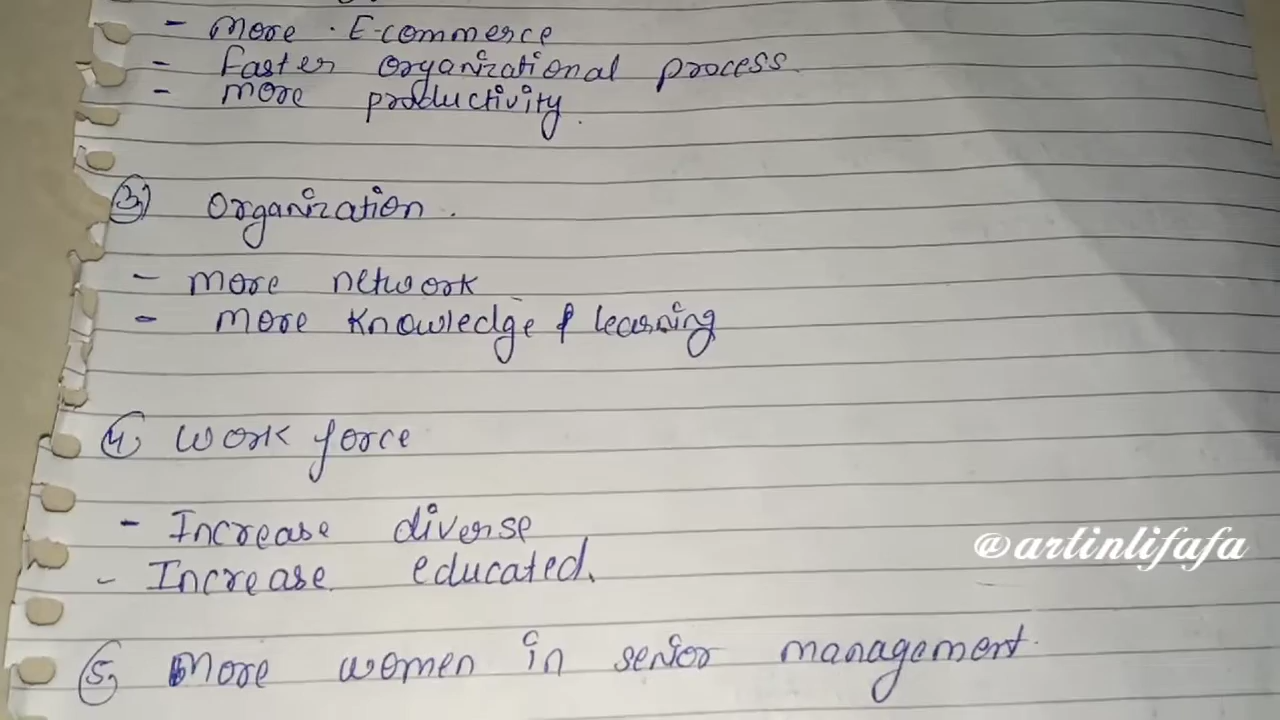 - More . E-commerce
- Faster organizational process
- more productivity.
③ Organization.
- more network
- more knowledge & learning
④ Work force
- Increase diverse
- Increase educated.
⑤ More women in senior management.
@artinlifafa